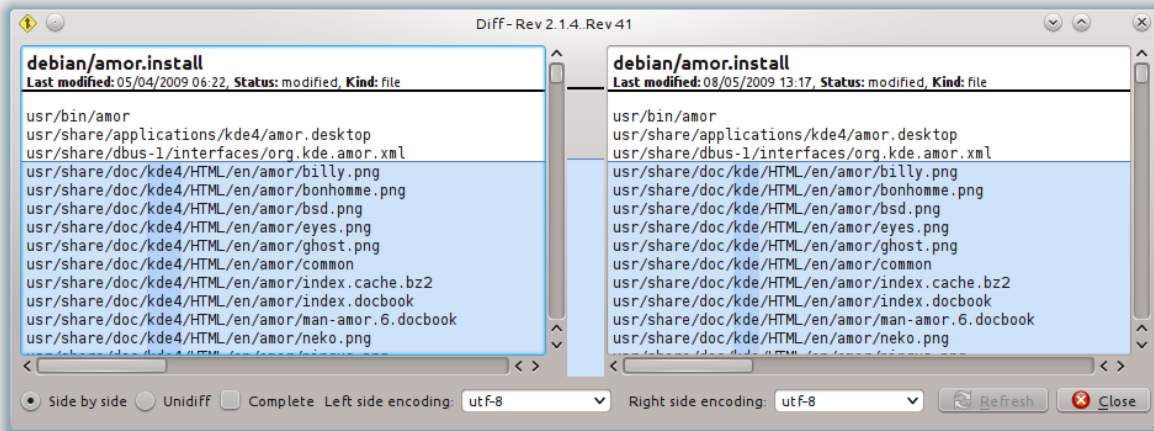 Diff - Rev 2.1.4..Rev 41
debian/amor.install
Last modified: 05/04/2009 06:22, Status: modified, Kind: file
usr/bin/amor
usr/share/applications/kde4/amor.desktop
usr/share/dbus-1/interfaces/org.kde.amor.xml
usr/share/doc/kde4/HTML/en/amor/billy.png
usr/share/doc/kde4/HTML/en/amor/bonhomme.png
usr/share/doc/kde4/HTML/en/amor/bsd.png
usr/share/doc/kde4/HTML/en/amor/eyes.png
usr/share/doc/kde4/HTML/en/amor/ghost.png
usr/share/doc/kde4/HTML/en/amor/common
usr/share/doc/kde4/HTML/en/amor/index.cache.bz2
usr/share/doc/kde4/HTML/en/amor/index.docbook
usr/share/doc/kde4/HTML/en/amor/man-amor.6.docbook
usr/share/doc/kde4/HTML/en/amor/neko.png
debian/amor.install
Last modified: 08/05/2009 13:17, Status: modified, Kind: file
usr/bin/amor
usr/share/applications/kde4/amor.desktop
usr/share/dbus-1/interfaces/org.kde.amor.xml
usr/share/doc/kde/HTML/en/amor/billy.png
usr/share/doc/kde/HTML/en/amor/bonhomme.png
usr/share/doc/kde/HTML/en/amor/bsd.png
usr/share/doc/kde/HTML/en/amor/eyes.png
usr/share/doc/kde/HTML/en/amor/ghost.png
usr/share/doc/kde/HTML/en/amor/common
usr/share/doc/kde/HTML/en/amor/index.cache.bz2
usr/share/doc/kde/HTML/en/amor/index.docbook
usr/share/doc/kde/HTML/en/amor/man-amor.6.docbook
usr/share/doc/kde/HTML/en/amor/neko.png
Side by side Unidiff Complete Left side encoding: utf-8 Right side encoding: utf-8 Refresh Close